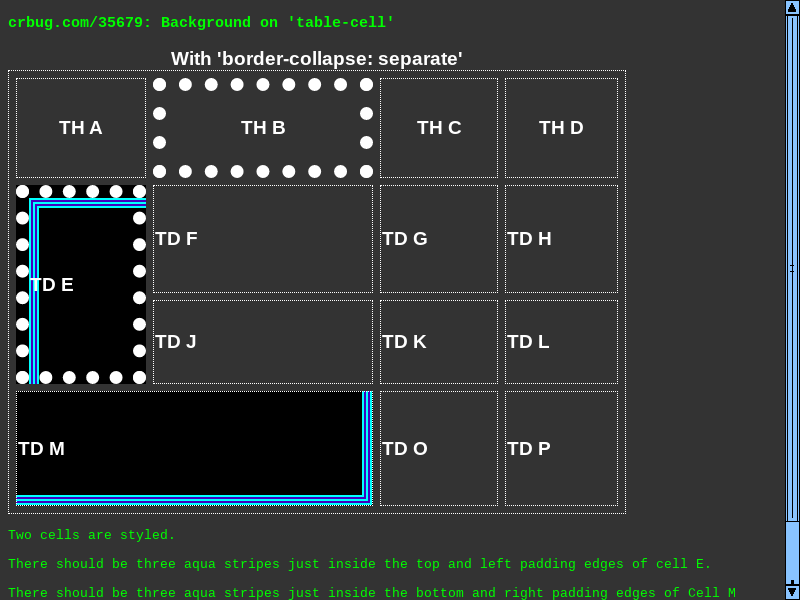 crbug.com/35679: Background on 'table-cell'
With 'border-collapse: separate'
TH A TH B TH C TH D
TD E TD F TD G TD H
TD J TD K TD L
TD M TD O TD P
Two cells are styled.
There should be three aqua stripes just inside the top and left padding edges of cell E.
There should be three aqua stripes just inside the bottom and right padding edges of Cell M